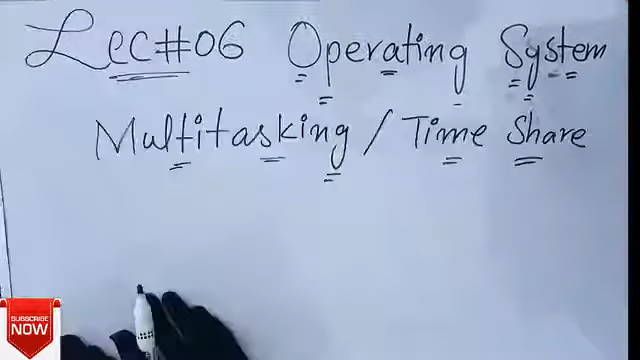 Lec#06 Operating System
Multitasking / Time Share
SUBSCRIBE
NOW